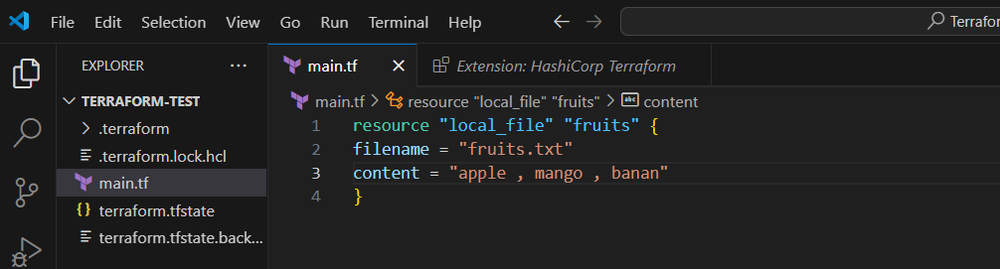 File Edit Selection View Go Run Terminal Help Terrafor
EXPLORER
TERRAFORM-TEST
.terraform
.terraform.lock.hcl
main.tf
terraform.tfstate
terraform.tfstate.back...
main.tf Extension: HashiCorp Terraform
main.tf > resource "local_file" "fruits" > content
1 resource "local_file" "fruits" {
2 filename = "fruits.txt"
3 content = "apple , mango , banan"
4 }